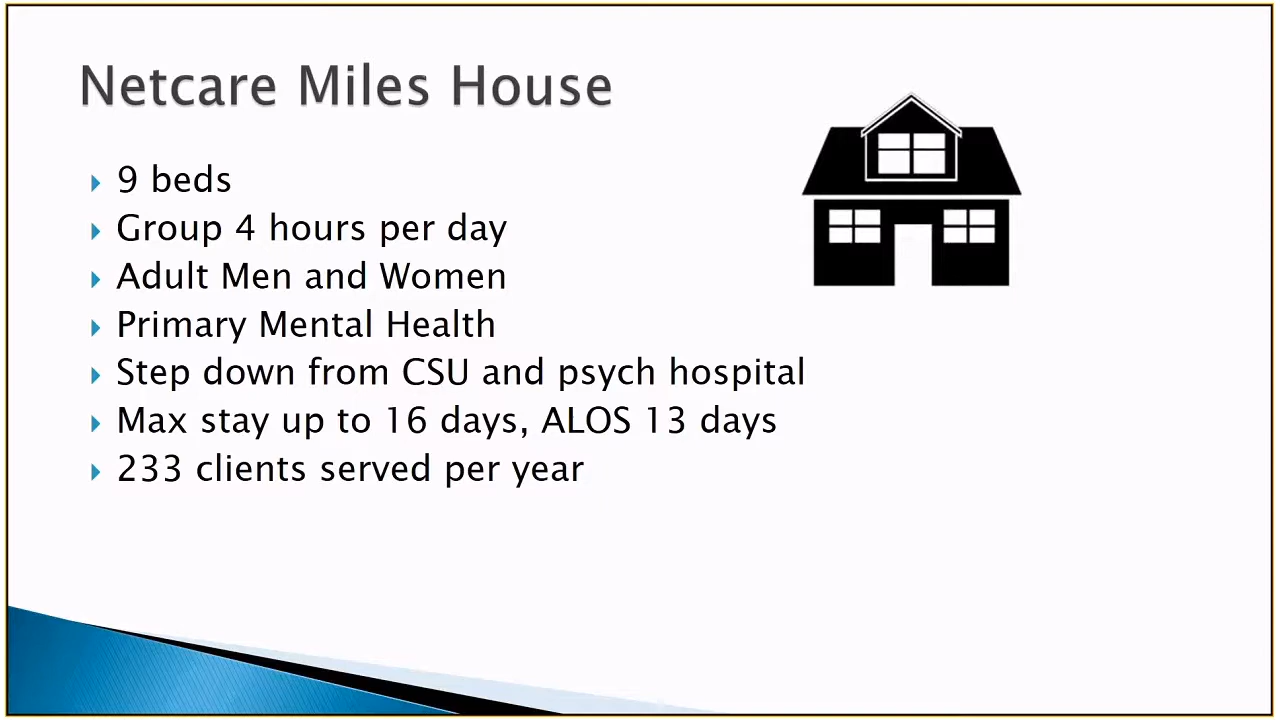 Netcare Miles House
9 beds
Group 4 hours per day
Adult Men and Women
Primary Mental Health
Step down from CSU and psych hospital
Max stay up to 16 days, ALOS 13 days
233 clients served per year